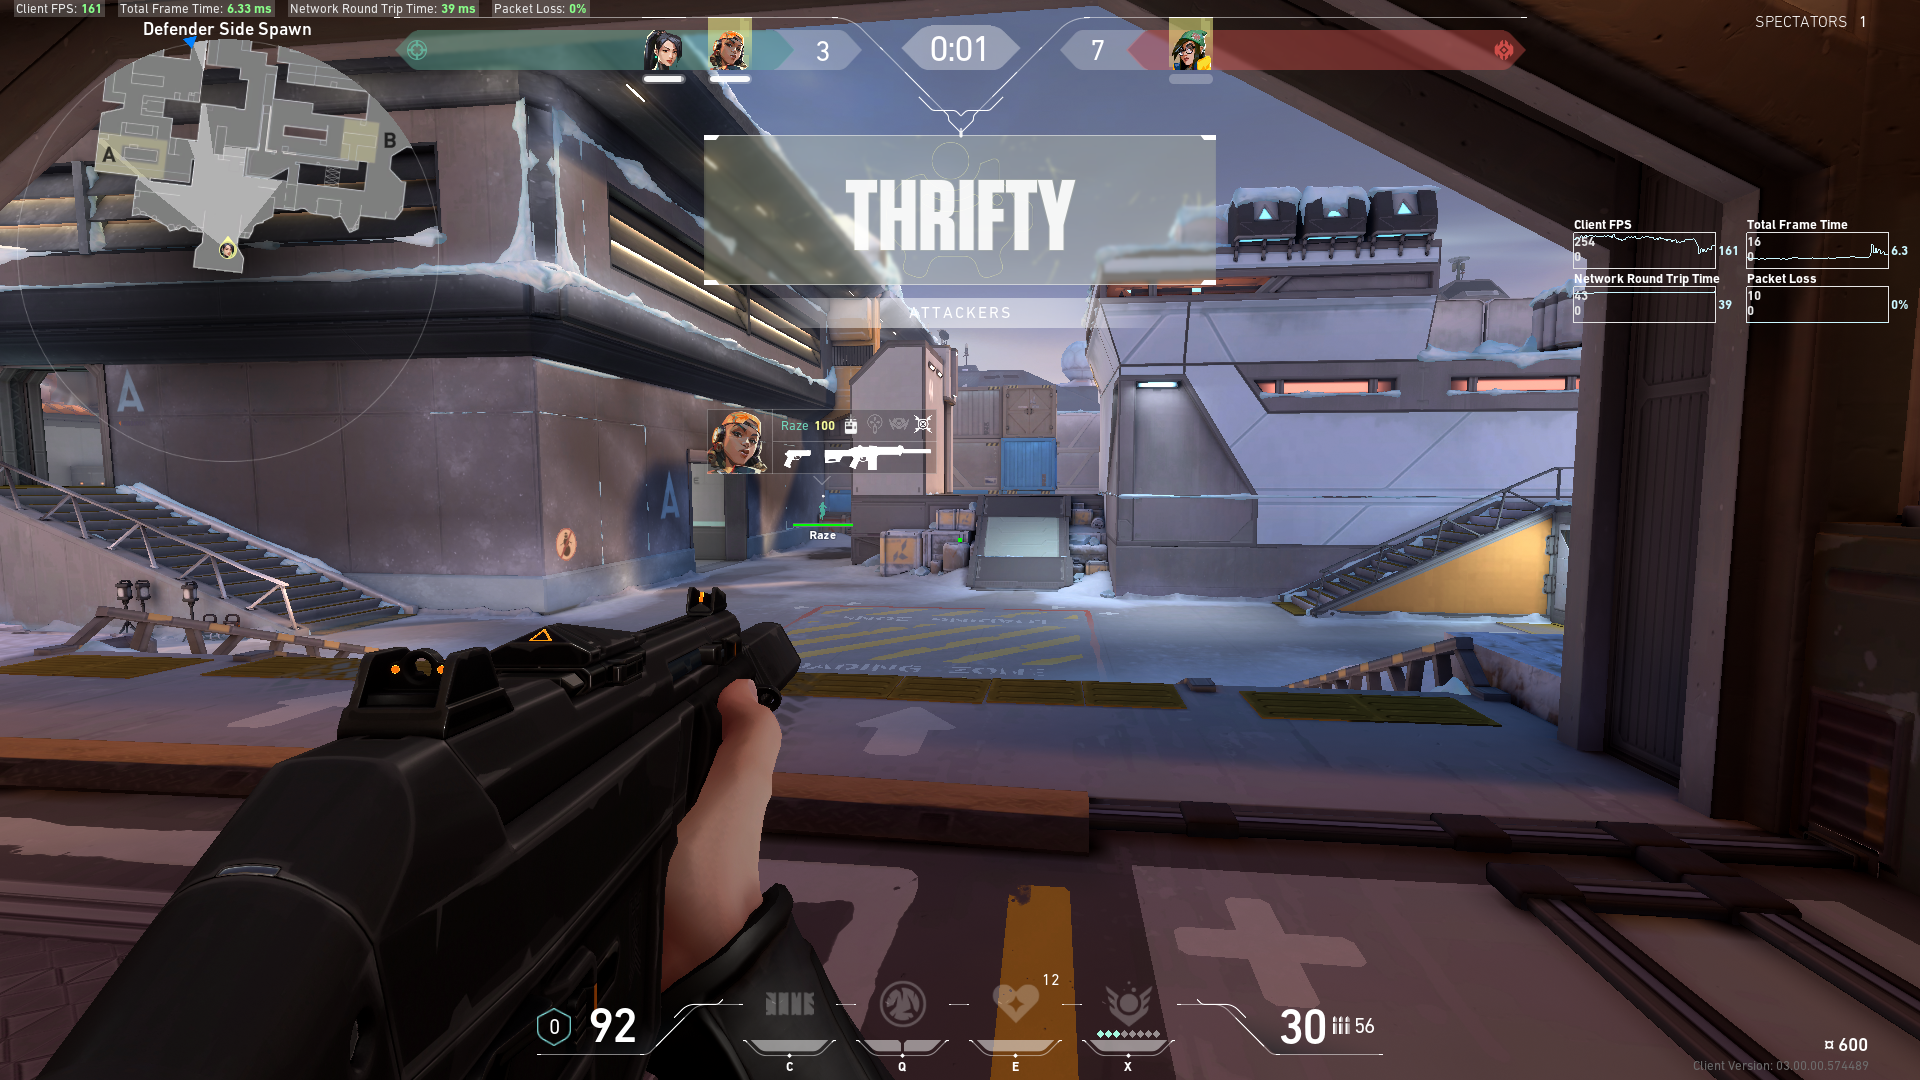 Client FPS: 161 Total Frame Time: 6.33 ms Network Round Trip Time: 39 ms Packet Loss: 0%
Defender Side Spawn
SPECTATORS 1
3
0:01
7
A
B
THRIFTY
ATTACKERS
Client FPS
254
0
161
Total Frame Time
16
0
6.3
Network Round Trip Time
43
0
39
Packet Loss
10
0
0%
A
A
Raze 100
Raze
12
0
92
30
56
C
Q
E
X
¤ 600
Client Version: 03.00.00.574489